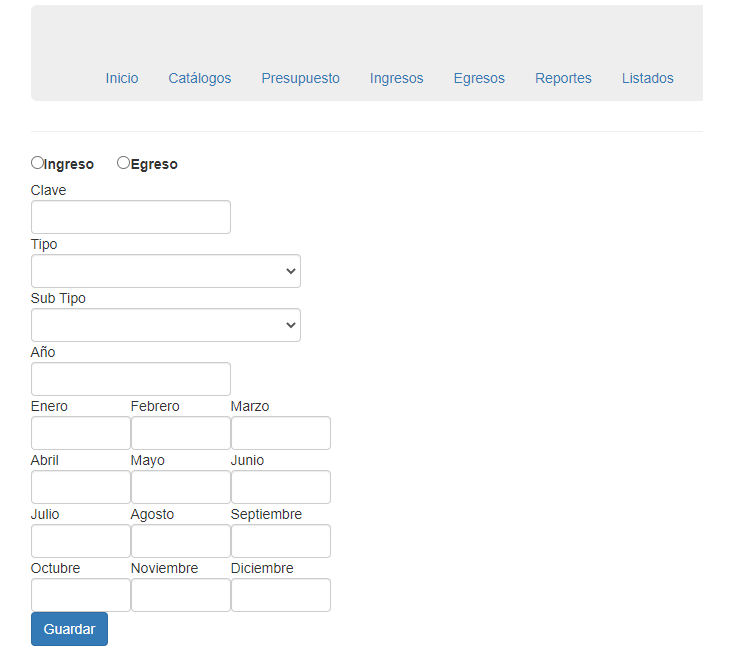 Inicio Catálogos Presupuesto Ingresos Egresos Reportes Listados
Ingreso Egreso
Clave
Tipo
Sub Tipo
Año
Enero Febrero Marzo
Abril Mayo Junio
Julio Agosto Septiembre
Octubre Noviembre Diciembre
Guardar